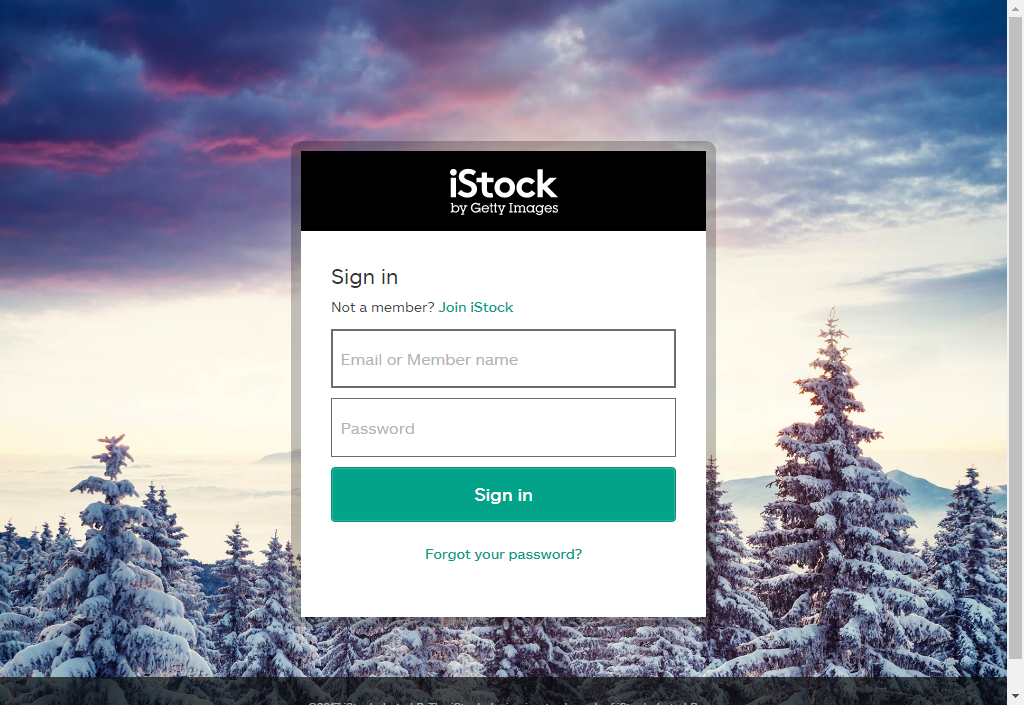 iStock
by Getty Images
Sign in
Not a member? Join iStock
Email or Member name
Password
Sign in
Forgot your password?